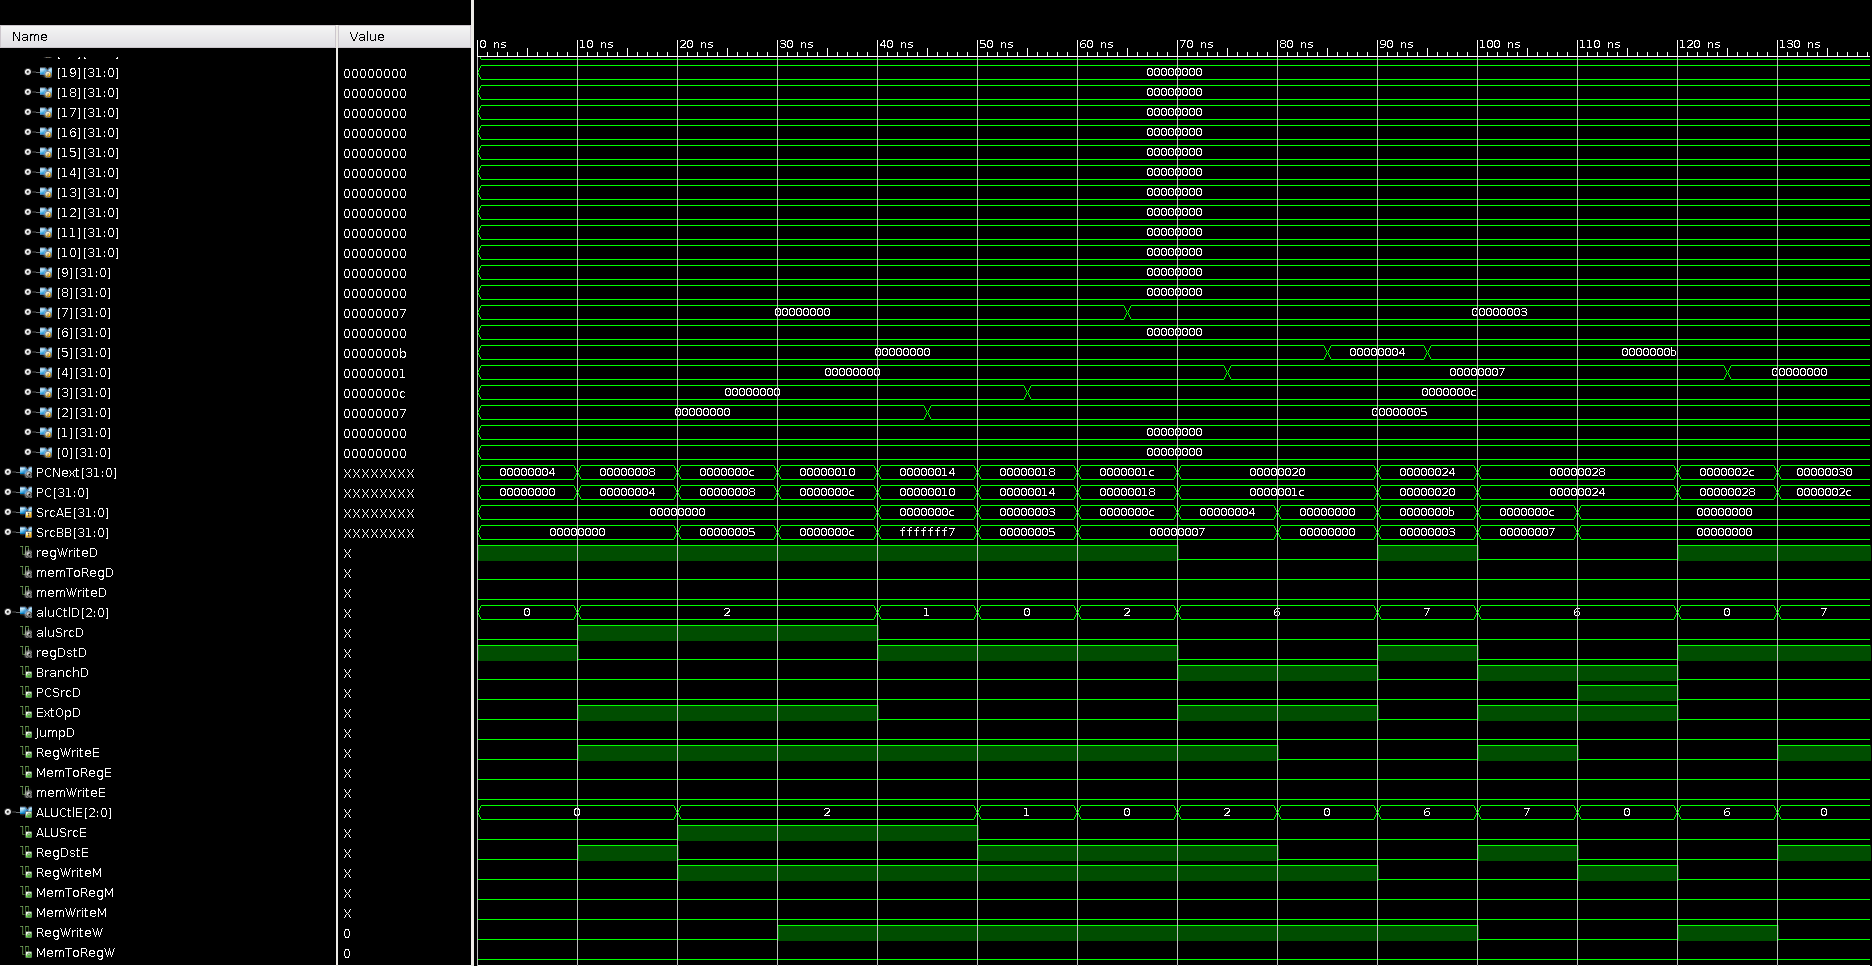 Name Value 0 ns 10 ns 20 ns 30 ns 40 ns 50 ns 60 ns 70 ns 80 ns 90 ns 100 ns 110 ns 120 ns 130 ns
[19][31:0] 00000000 00000000
[18][31:0] 00000000 00000000
[17][31:0] 00000000 00000000
[16][31:0] 00000000 00000000
[15][31:0] 00000000 00000000
[14][31:0] 00000000 00000000
[13][31:0] 00000000 00000000
[12][31:0] 00000000 00000000
[11][31:0] 00000000 00000000
[10][31:0] 00000000 00000000
[9][31:0] 00000000 00000000
[8][31:0] 00000000 00000000
[7][31:0] 00000007 00000000 00000003
[6][31:0] 00000000 00000000
[5][31:0] 0000000b 00000000 00000004 0000000b
[4][31:0] 00000001 00000000 00000007 00000000
[3][31:0] 0000000c 00000000 0000000c
[2][31:0] 00000007 00000000 00000005
[1][31:0] 00000000 00000000
[0][31:0] 00000000 00000000
PCNext[31:0] XXXXXXXX 00000004 00000008 0000000c 00000010 00000014 00000018 0000001c 00000020 00000024 00000028 0000002c 00000030
PC[31:0] XXXXXXXX 00000000 00000004 00000008 0000000c 00000010 00000014 00000018 0000001c 00000020 00000024 00000028 0000002c
SrcAE[31:0] XXXXXXXX 00000000 0000000c 00000003 0000000c 00000004 00000000 0000000b 0000000c 00000000
SrcBB[31:0] XXXXXXXX 00000000 00000005 0000000c fffffff7 00000005 00000007 00000000 00000003 00000007 00000000
regWriteD X
memToRegD X
memWriteD X
aluCtlD[2:0] X 0 2 1 0 2 6 7 6 0 7
aluSrcD X
regDstD X
BranchD X
PCSrcD X
ExtOpD X
JumpD X
RegWriteE X
MemToRegE X
memWriteE X
ALUCtlE[2:0] X 0 2 1 0 2 0 6 7 0 6 0
ALUSrcE X
RegDstE X
RegWriteM X
MemToRegM X
MemWriteM X
RegWriteW 0
MemToRegW 0